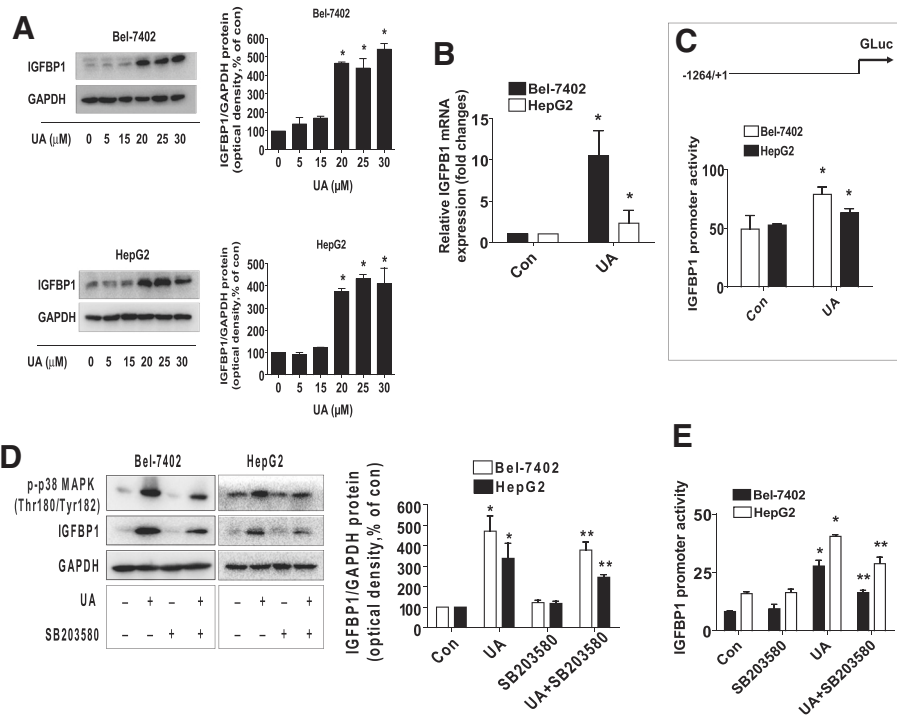 A
Bel-7402
IGFBP1
GAPDH
UA (μM) 0 5 15 20 25 30
Bel-7402
IGFBP1/GAPDH protein
(optical density,% of con)
600
500
400
300
200
100
0
* * *
0 5 15 20 25 30
UA (μM)
HepG2
IGFBP1
GAPDH
UA (μM) 0 5 15 20 25 30
HepG2
IGFBP1/GAPDH protein
(optical density,% of con)
500
400
300
200
100
0
* * *
0 5 15 20 25 30
UA (μM)
B
Bel-7402
HepG2
Relative IGFPB1 mRNA
expression (fold changes)
15
10
5
0
* *
Con UA
C
GLuc
-1264/+1
Bel-7402
HepG2
IGFBP1 promoter activity
100
50
0
* *
Con UA
D
Bel-7402 HepG2
p-p38 MAPK
(Thr180/Tyr182)
IGFBP1
GAPDH
UA − + − + − + − +
SB203580 − − + + − − + +
Bel-7402
HepG2
IGFBP1/GAPDH protein
(optical density,% of con)
600
500
400
300
200
100
0
* * ** **
Con UA SB203580 UA+SB203580
E
Bel-7402
HepG2
IGFBP1 promoter activity
50
25
0
* * ** **
Con SB203580 UA UA+SB203580